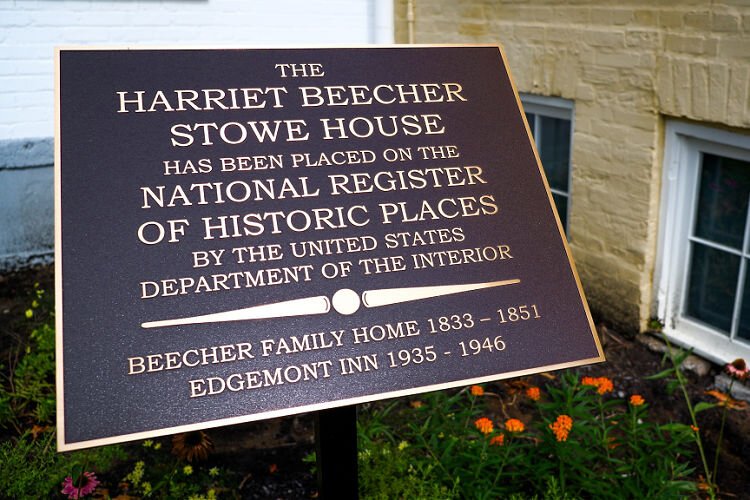 THE
HARRIET BEECHER
STOWE HOUSE
HAS BEEN PLACED ON THE
NATIONAL REGISTER
OF HISTORIC PLACES
BY THE UNITED STATES
DEPARTMENT OF THE INTERIOR
BEECHER FAMILY HOME 1833 – 1851
EDGEMONT INN 1935 - 1946